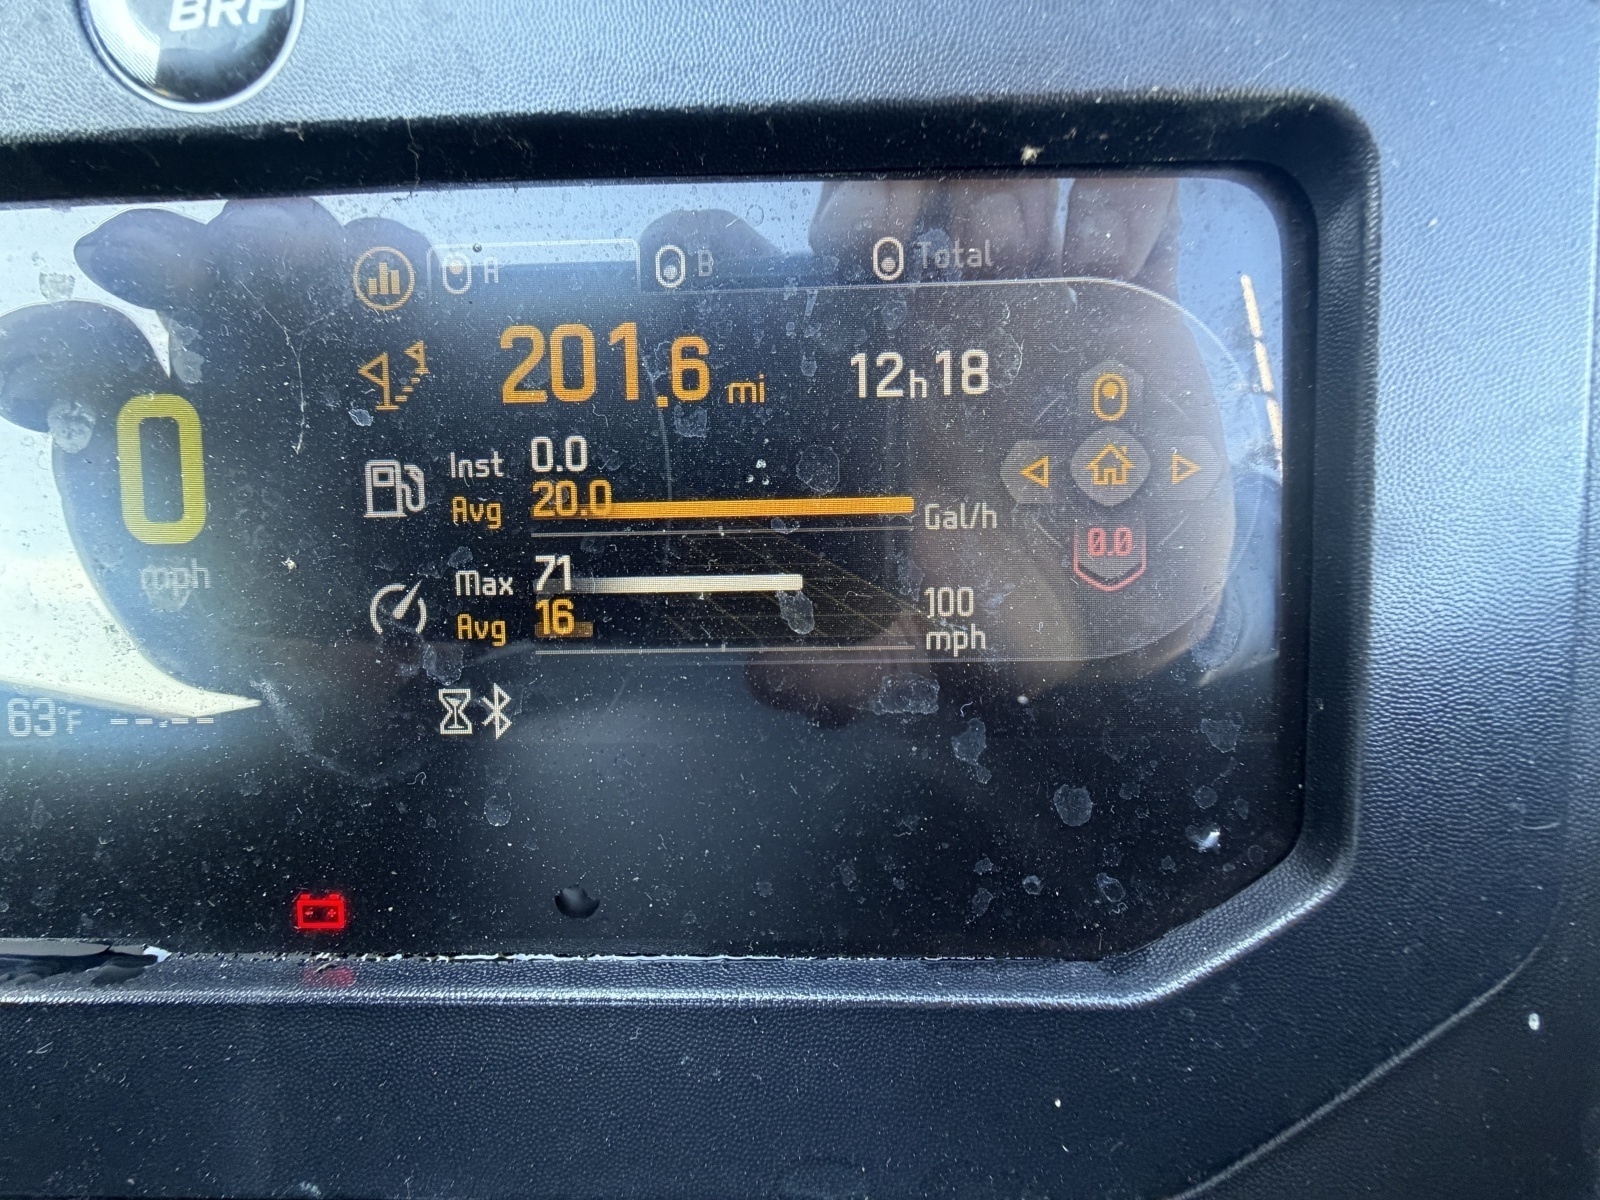 BRP
A
B
Total
201.6 mi
12h18
Inst 0.0
Avg 20.0
Gal/h
0.0
Max 71
Avg 16
100
mph
0
mph
63°F --:--